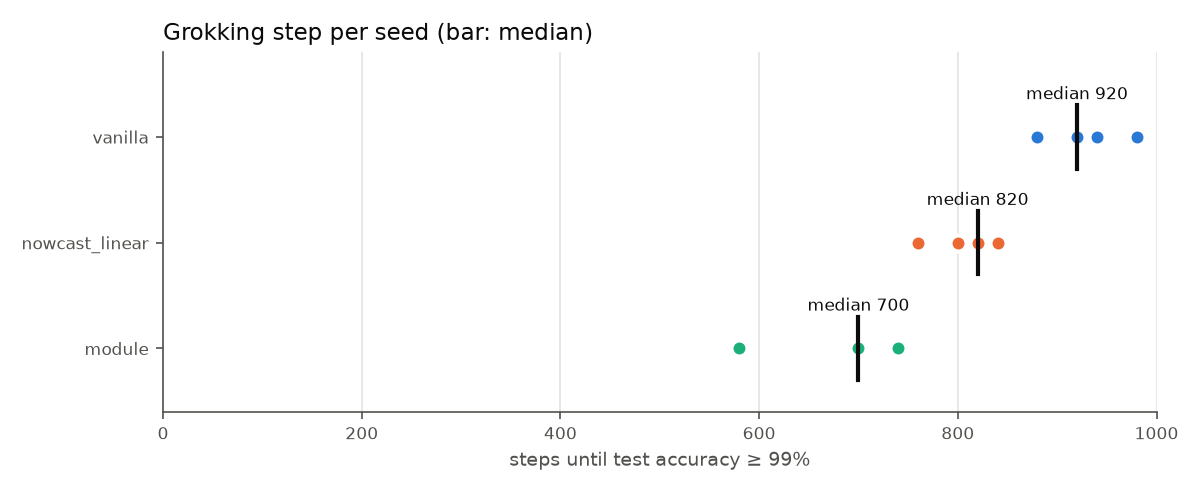 Grokking step per seed (bar: median)
median 920
vanilla
median 820
nowcast_linear
median 700
module
0 200 400 600 800 1000
steps until test accuracy ≥ 99%